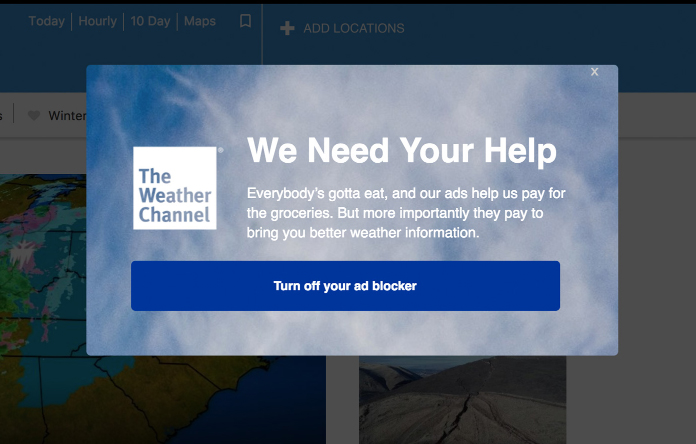 Today | Hourly | 10 Day | Maps
ADD LOCATIONS
x
s
Winter
The
Weather
Channel
®
We Need Your Help
Everybody's gotta eat, and our ads help us pay for
the groceries. But more importantly they pay to
bring you better weather information.
Turn off your ad blocker